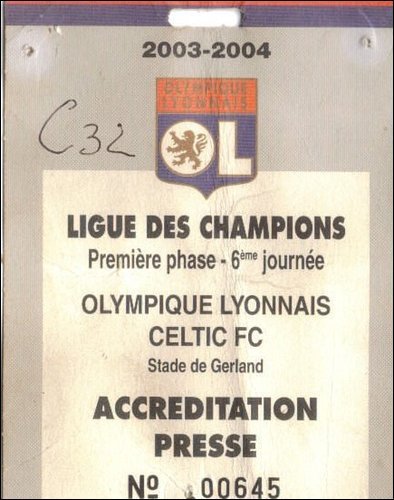 2003-2004
OLYMPIQUE
LYONNAIS
OL
C32
LIGUE DES CHAMPIONS
Première phase - 6ème journée
OLYMPIQUE LYONNAIS
CELTIC FC
Stade de Gerland
ACCREDITATION
PRESSE
Nº 00645